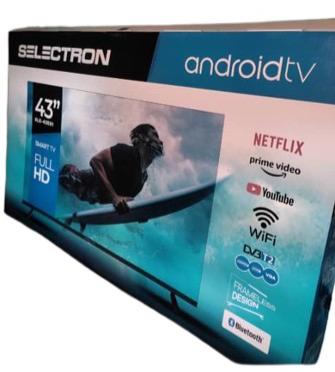 SELECTRON
androidtv
43"
SMART TV
FULL
HD
NETFLIX
prime video
YouTube
WiFi
DVB T2
FRAMELESS
DESIGN
Bluetooth